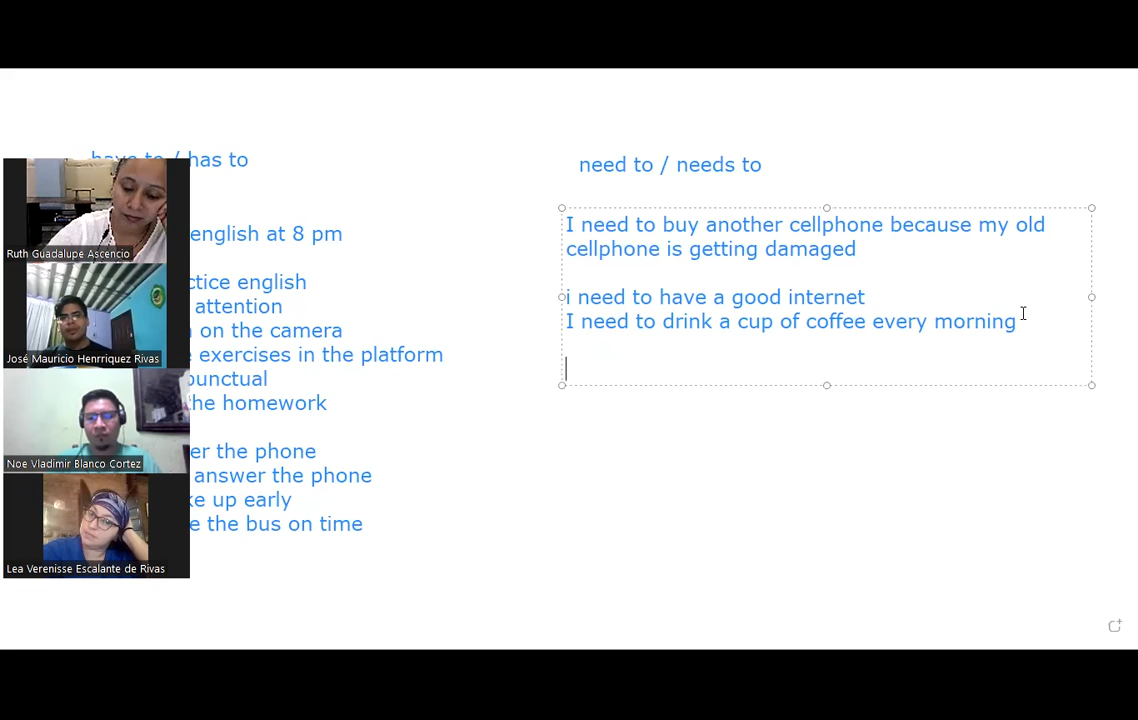 have to / has to
english at 8 pm
ctice english
attention
on the camera
exercises in the platform
punctual
the homework
er the phone
answer the phone
ke up early
e the bus on time
need to / needs to
I need to buy another cellphone because my old
cellphone is getting damaged
i need to have a good internet
I need to drink a cup of coffee every morning
Ruth Guadalupe Ascencio
José Mauricio Henrriquez Rivas
Noe Vladimir Blanco Cortez
Lea Verenisse Escalante de Rivas